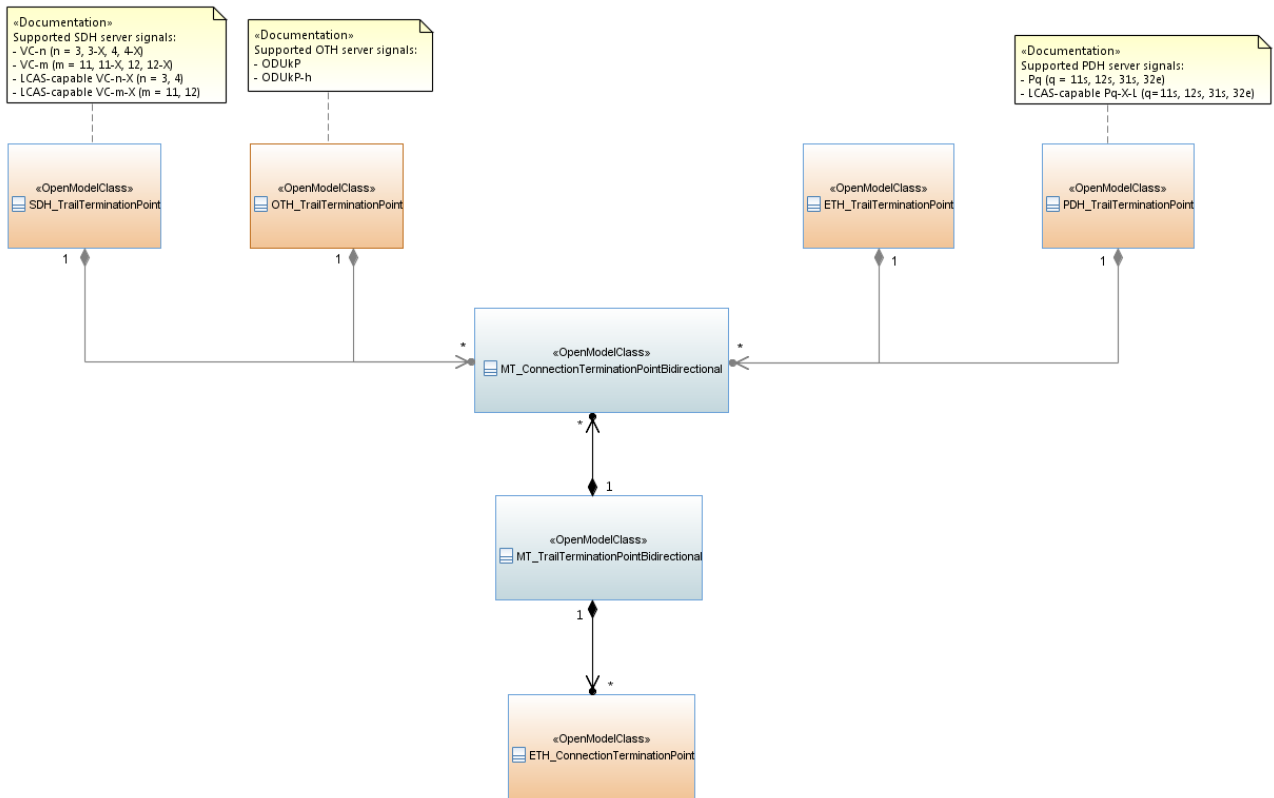 «Documentation»
Supported SDH server signals:
- VC-n (n = 3, 3-X, 4, 4-X)
- VC-m (m = 11, 11-X, 12, 12-X)
- LCAS-capable VC-n-X (n = 3, 4)
- LCAS-capable VC-m-X (m = 11, 12)
«Documentation»
Supported OTH server signals:
- ODUkP
- ODUkP-h
«Documentation»
Supported PDH server signals:
- Pq (q = 11s, 12s, 31s, 32e)
- LCAS-capable Pq-X-L (q=11s, 12s, 31s, 32e)
«OpenModelClass»
SDH_TrailTerminationPoint
«OpenModelClass»
OTH_TrailTerminationPoint
«OpenModelClass»
ETH_TrailTerminationPoint
«OpenModelClass»
PDH_TrailTerminationPoint
1
1
1
1
*
*
«OpenModelClass»
MT_ConnectionTerminationPointBidirectional
*
1
«OpenModelClass»
MT_TrailTerminationPointBidirectional
1
*
«OpenModelClass»
ETH_ConnectionTerminationPoint